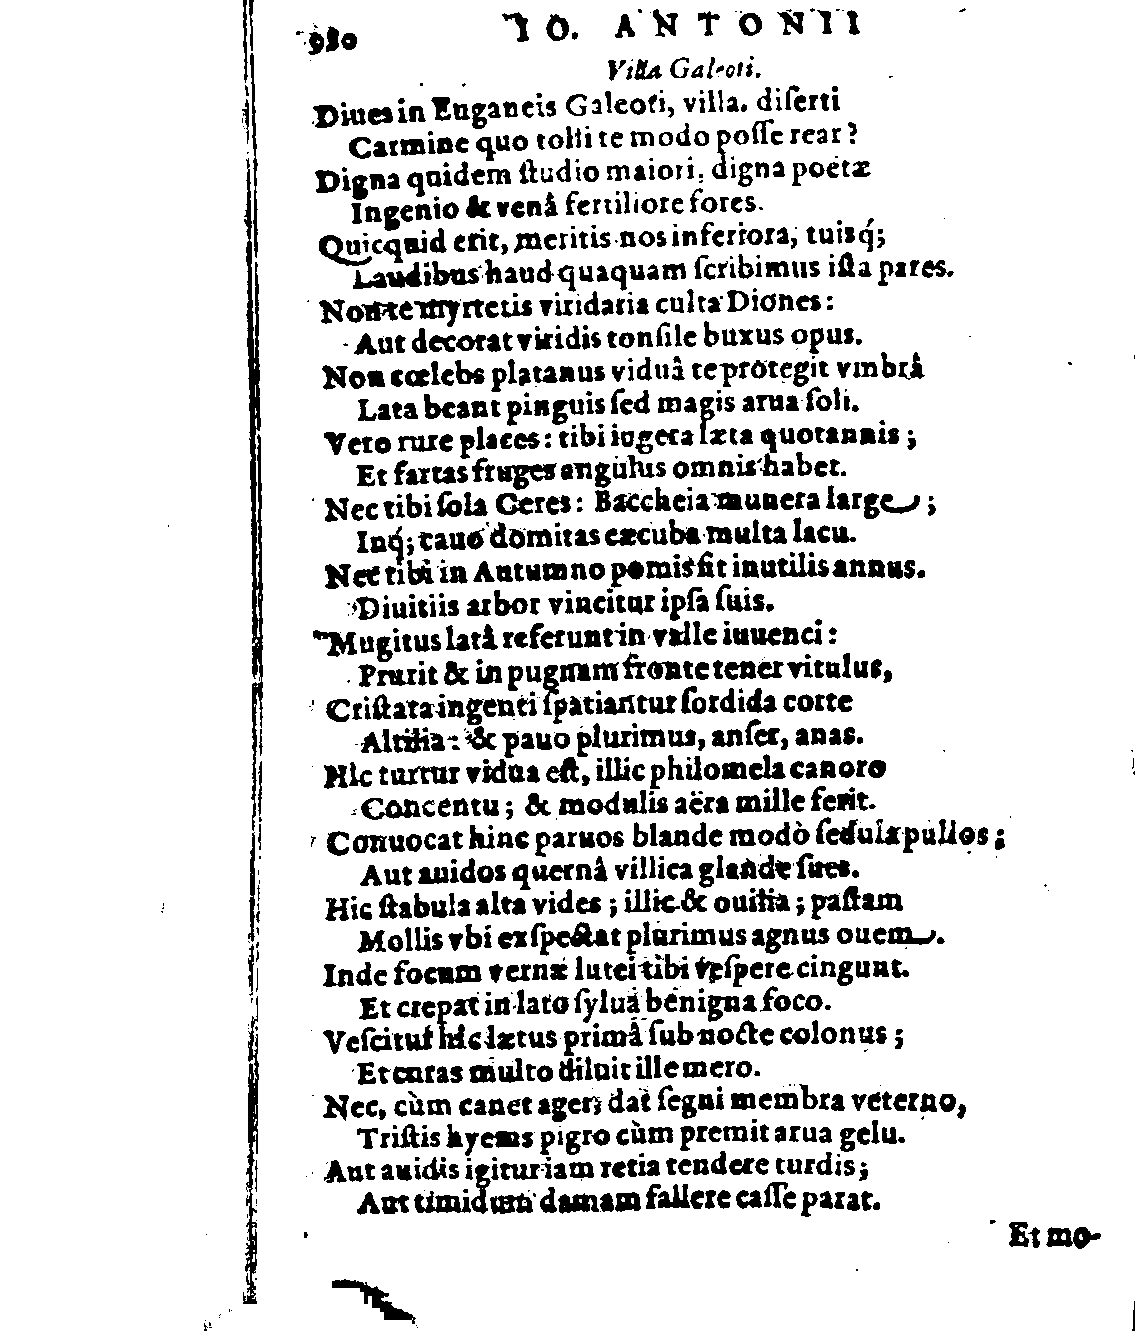 980 IO. ANTONII
Villa Galeoti.
Diues in Euganeis Galeoti, villa. diſerti
Carmine quo tolli te modo poſſe rear?
Digna quidem ſtudio maiori, digna poëtæ
Ingenio & venâ fertiliore fores.
Quicquid erit, meritis nos inferiora, tuisq́;
Laudibus haud quaquam ſcribimus iſta pares.
Non te myrtetis viridaria culta Diones:
Aut decorat viridis tonſile buxus opus.
Non cœlebs platanus viduâ te protegit vmbrâ
Lata beant pinguis ſed magis arua ſoli.
Vero rure places: tibi iugera læta quotannis;
Et fartas fruges angulus omnis habet.
Nec tibi ſola Ceres: Baccheia munera large;
Inq́; cauo domitas excuba multa lacu.
Nec tibi in Autumno pomis fit inutilis annus.
Diuitiis arbor vincitur ipſa ſuis.
Mugitus latâ referunt in valle iuuenci:
Prurit & in pugnam fronte tener vitulus,
Criſtata ingenti ſpatiantur ſordida corte
Altilia: & pauo plurimus, anſer, anas.
Hic turtur vidua eſt, illic philomela canoro
Concentu; & modulis aëra mille ferit.
Conuocat hinc paruos blande modò ſedula pullos;
Aut auidos quernâ villica glande ſues.
Hic ſtabula alta vides; illic & ouilia; paſtam
Mollis vbi exſpectat plurimus agnus ouem.
Inde focum vernæ lutei tibi veſpere cingunt.
Et crepat in lato ſylua benigna foco.
Veſcitur hic lætus primâ ſub nocte colonus;
Et curas multo diluit ille mero.
Nec, cùm canet ager, dat ſegni membra veterno,
Triſtis hyems pigro cùm premit arua gelu.
Aut auidis igitur iam retia tendere turdis;
Aut timidum damam fallere caſſe parat.
Et mo-